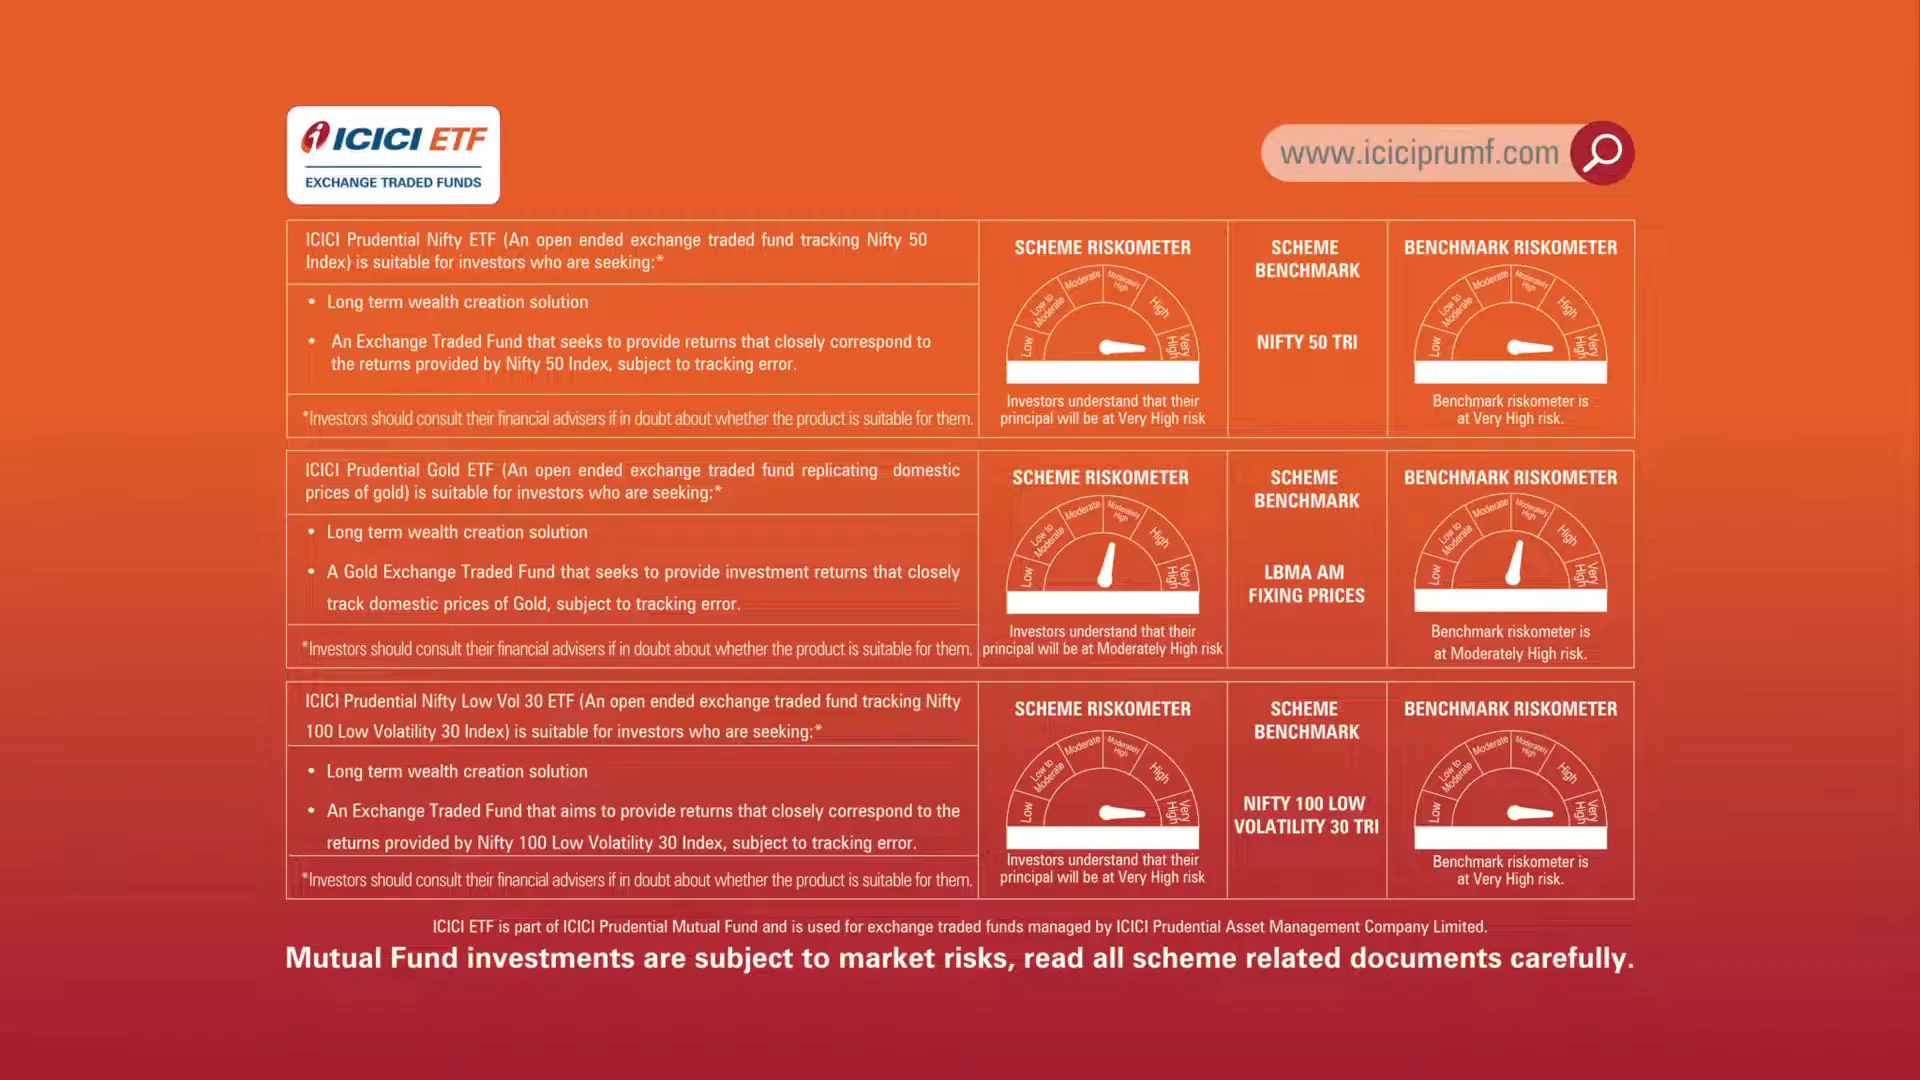 ICICI ETF
EXCHANGE TRADED FUNDS
www.iciciprumf.com
ICICI Prudential Nifty ETF (An open ended exchange traded fund tracking Nifty 50
Index) is suitable for investors who are seeking:*
• Long term wealth creation solution
• An Exchange Traded Fund that seeks to provide returns that closely correspond to
the returns provided by Nifty 50 Index, subject to tracking error.
*Investors should consult their financial advisers if in doubt about whether the product is suitable for them.
SCHEME RISKOMETER
Low
Low to
Moderate
Moderate
Moderately
High
High
Very
High
Investors understand that their
principal will be at Very High risk
SCHEME
BENCHMARK
NIFTY 50 TRI
BENCHMARK RISKOMETER
Low
Low to
Moderate
Moderate
Moderately
High
High
Very
High
Benchmark riskometer is
at Very High risk.
ICICI Prudential Gold ETF (An open ended exchange traded fund replicating domestic
prices of gold) is suitable for investors who are seeking:*
• Long term wealth creation solution
• A Gold Exchange Traded Fund that seeks to provide investment returns that closely
track domestic prices of Gold, subject to tracking error.
*Investors should consult their financial advisers if in doubt about whether the product is suitable for them.
SCHEME RISKOMETER
Low
Low to
Moderate
Moderate
Moderately
High
High
Very
High
Investors understand that their
principal will be at Moderately High risk
SCHEME
BENCHMARK
LBMA AM
FIXING PRICES
BENCHMARK RISKOMETER
Low
Low to
Moderate
Moderate
Moderately
High
High
Very
High
Benchmark riskometer is
at Moderately High risk.
ICICI Prudential Nifty Low Vol 30 ETF (An open ended exchange traded fund tracking Nifty
100 Low Volatility 30 Index) is suitable for investors who are seeking:*
• Long term wealth creation solution
• An Exchange Traded Fund that aims to provide returns that closely correspond to the
returns provided by Nifty 100 Low Volatility 30 Index, subject to tracking error.
*Investors should consult their financial advisers if in doubt about whether the product is suitable for them.
SCHEME RISKOMETER
Low
Low to
Moderate
Moderate
Moderately
High
High
Very
High
Investors understand that their
principal will be at Very High risk
SCHEME
BENCHMARK
NIFTY 100 LOW
VOLATILITY 30 TRI
BENCHMARK RISKOMETER
Low
Low to
Moderate
Moderate
Moderately
High
High
Very
High
Benchmark riskometer is
at Very High risk.
ICICI ETF is part of ICICI Prudential Mutual Fund and is used for exchange traded funds managed by ICICI Prudential Asset Management Company Limited.
Mutual Fund investments are subject to market risks, read all scheme related documents carefully.